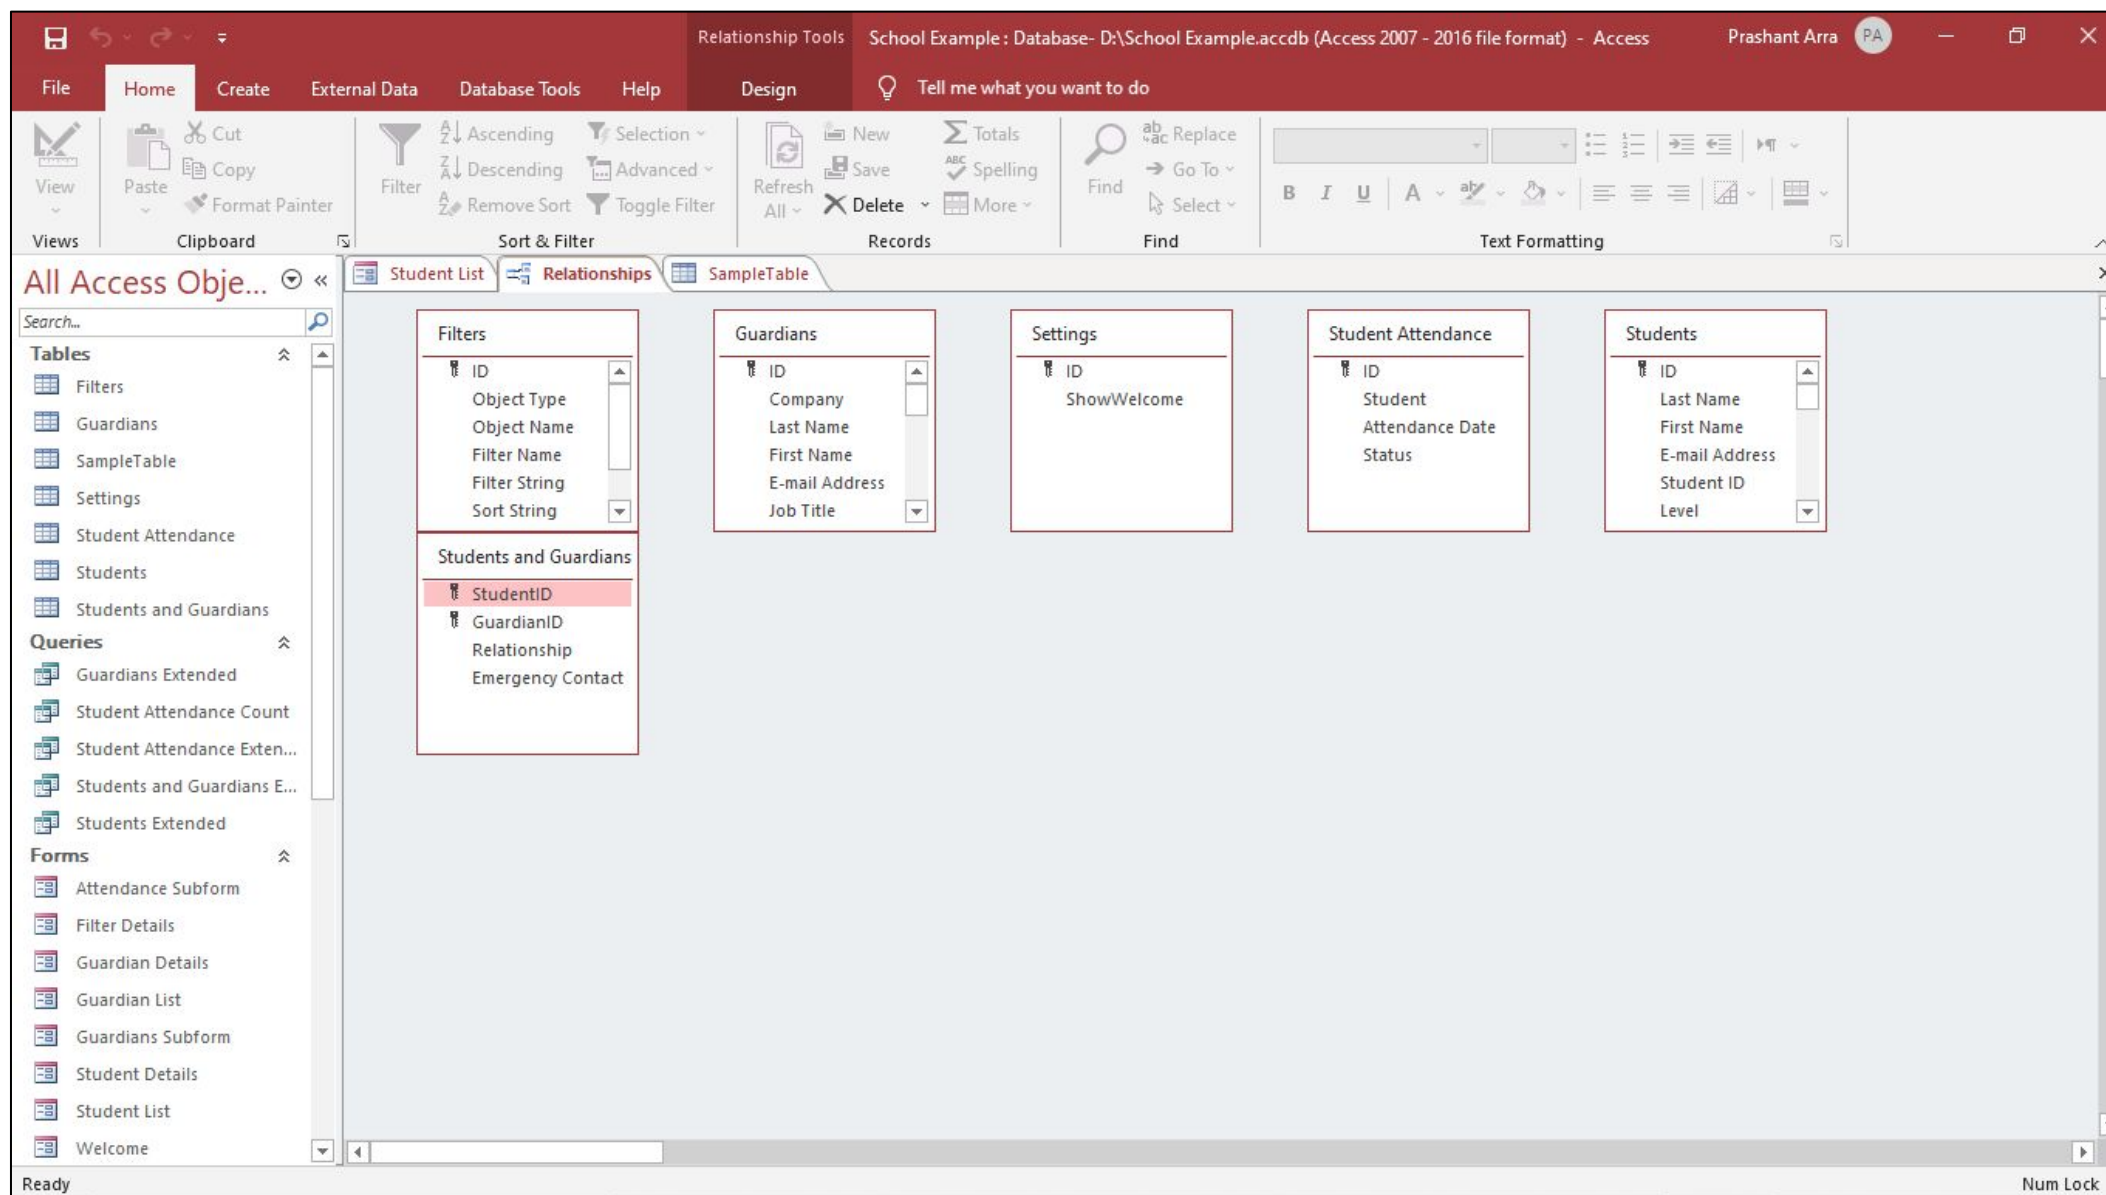 Relationship Tools School Example : Database- D:\School Example.accdb (Access 2007 - 2016 file format) - Access Prashant Arra PA
File Home Create External Data Database Tools Help Design Tell me what you want to do
View
Paste
Cut
Copy
Format Painter
Filter
Ascending
Descending
Remove Sort
Selection
Advanced
Toggle Filter
Refresh
All
New
Save
Delete
Totals
Spelling
More
Find
Replace
Go To
Select
B I U A
Views Clipboard Sort & Filter Records Find Text Formatting
All Access Obje...
Search...
Tables
Filters
Guardians
SampleTable
Settings
Student Attendance
Students
Students and Guardians
Queries
Guardians Extended
Student Attendance Count
Student Attendance Exten...
Students and Guardians E...
Students Extended
Forms
Attendance Subform
Filter Details
Guardian Details
Guardian List
Guardians Subform
Student Details
Student List
Welcome
Student List Relationships SampleTable
Filters
ID
Object Type
Object Name
Filter Name
Filter String
Sort String
Guardians
ID
Company
Last Name
First Name
E-mail Address
Job Title
Settings
ID
ShowWelcome
Student Attendance
ID
Student
Attendance Date
Status
Students
ID
Last Name
First Name
E-mail Address
Student ID
Level
Students and Guardians
StudentID
GuardianID
Relationship
Emergency Contact
Ready Num Lock